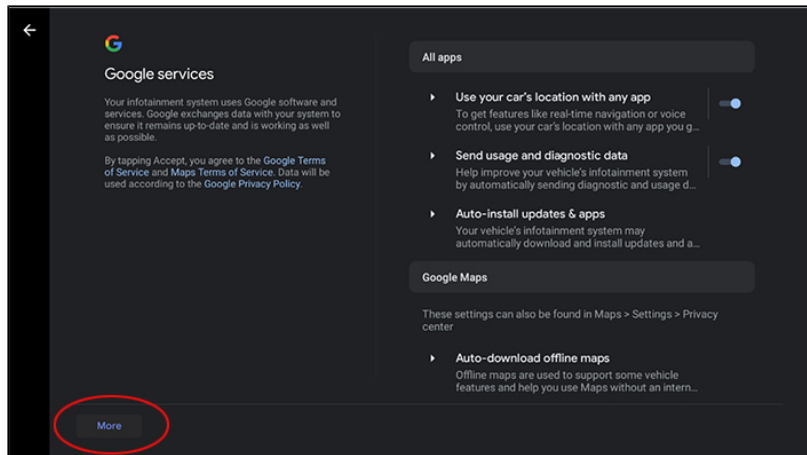 Google services
Your infotainment system uses Google software and
services. Google exchanges data with your system to
ensure it remains up-to-date and is working as well
as possible.
By tapping Accept, you agree to the Google Terms
of Service and Maps Terms of Service. Data will be
used according to the Google Privacy Policy.
All apps
Use your car's location with any app
To get features like real-time navigation or voice
control, use your car's location with any app you g...
Send usage and diagnostic data
Help improve your vehicle's infotainment system
by automatically sending diagnostic and usage d...
Auto-install updates & apps
Your vehicle's infotainment system may
automatically download and install updates and a...
Google Maps
These settings can also be found in Maps > Settings > Privacy
center
Auto-download offline maps
Offline maps are used to support some vehicle
features and help you use Maps without an intern...
More